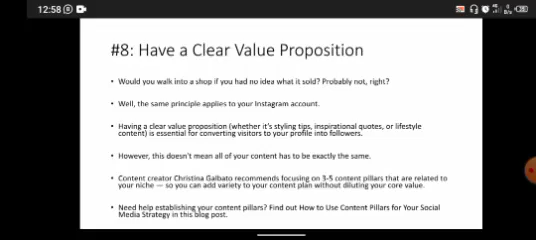 12:58
#8: Have a Clear Value Proposition
• Would you walk into a shop if you had no idea what it sold? Probably not, right?
• Well, the same principle applies to your Instagram account.
• Having a clear value proposition (whether it's styling tips, inspirational quotes, or lifestyle
content) is essential for converting visitors to your profile into followers.
• However, this doesn't mean all of your content has to be exactly the same.
• Content creator Christina Galbato recommends focusing on 3-5 content pillars that are related to
your niche — so you can add variety to your content plan without diluting your core value.
• Need help establishing your content pillars? Find out How to Use Content Pillars for Your Social
Media Strategy in this blog post.